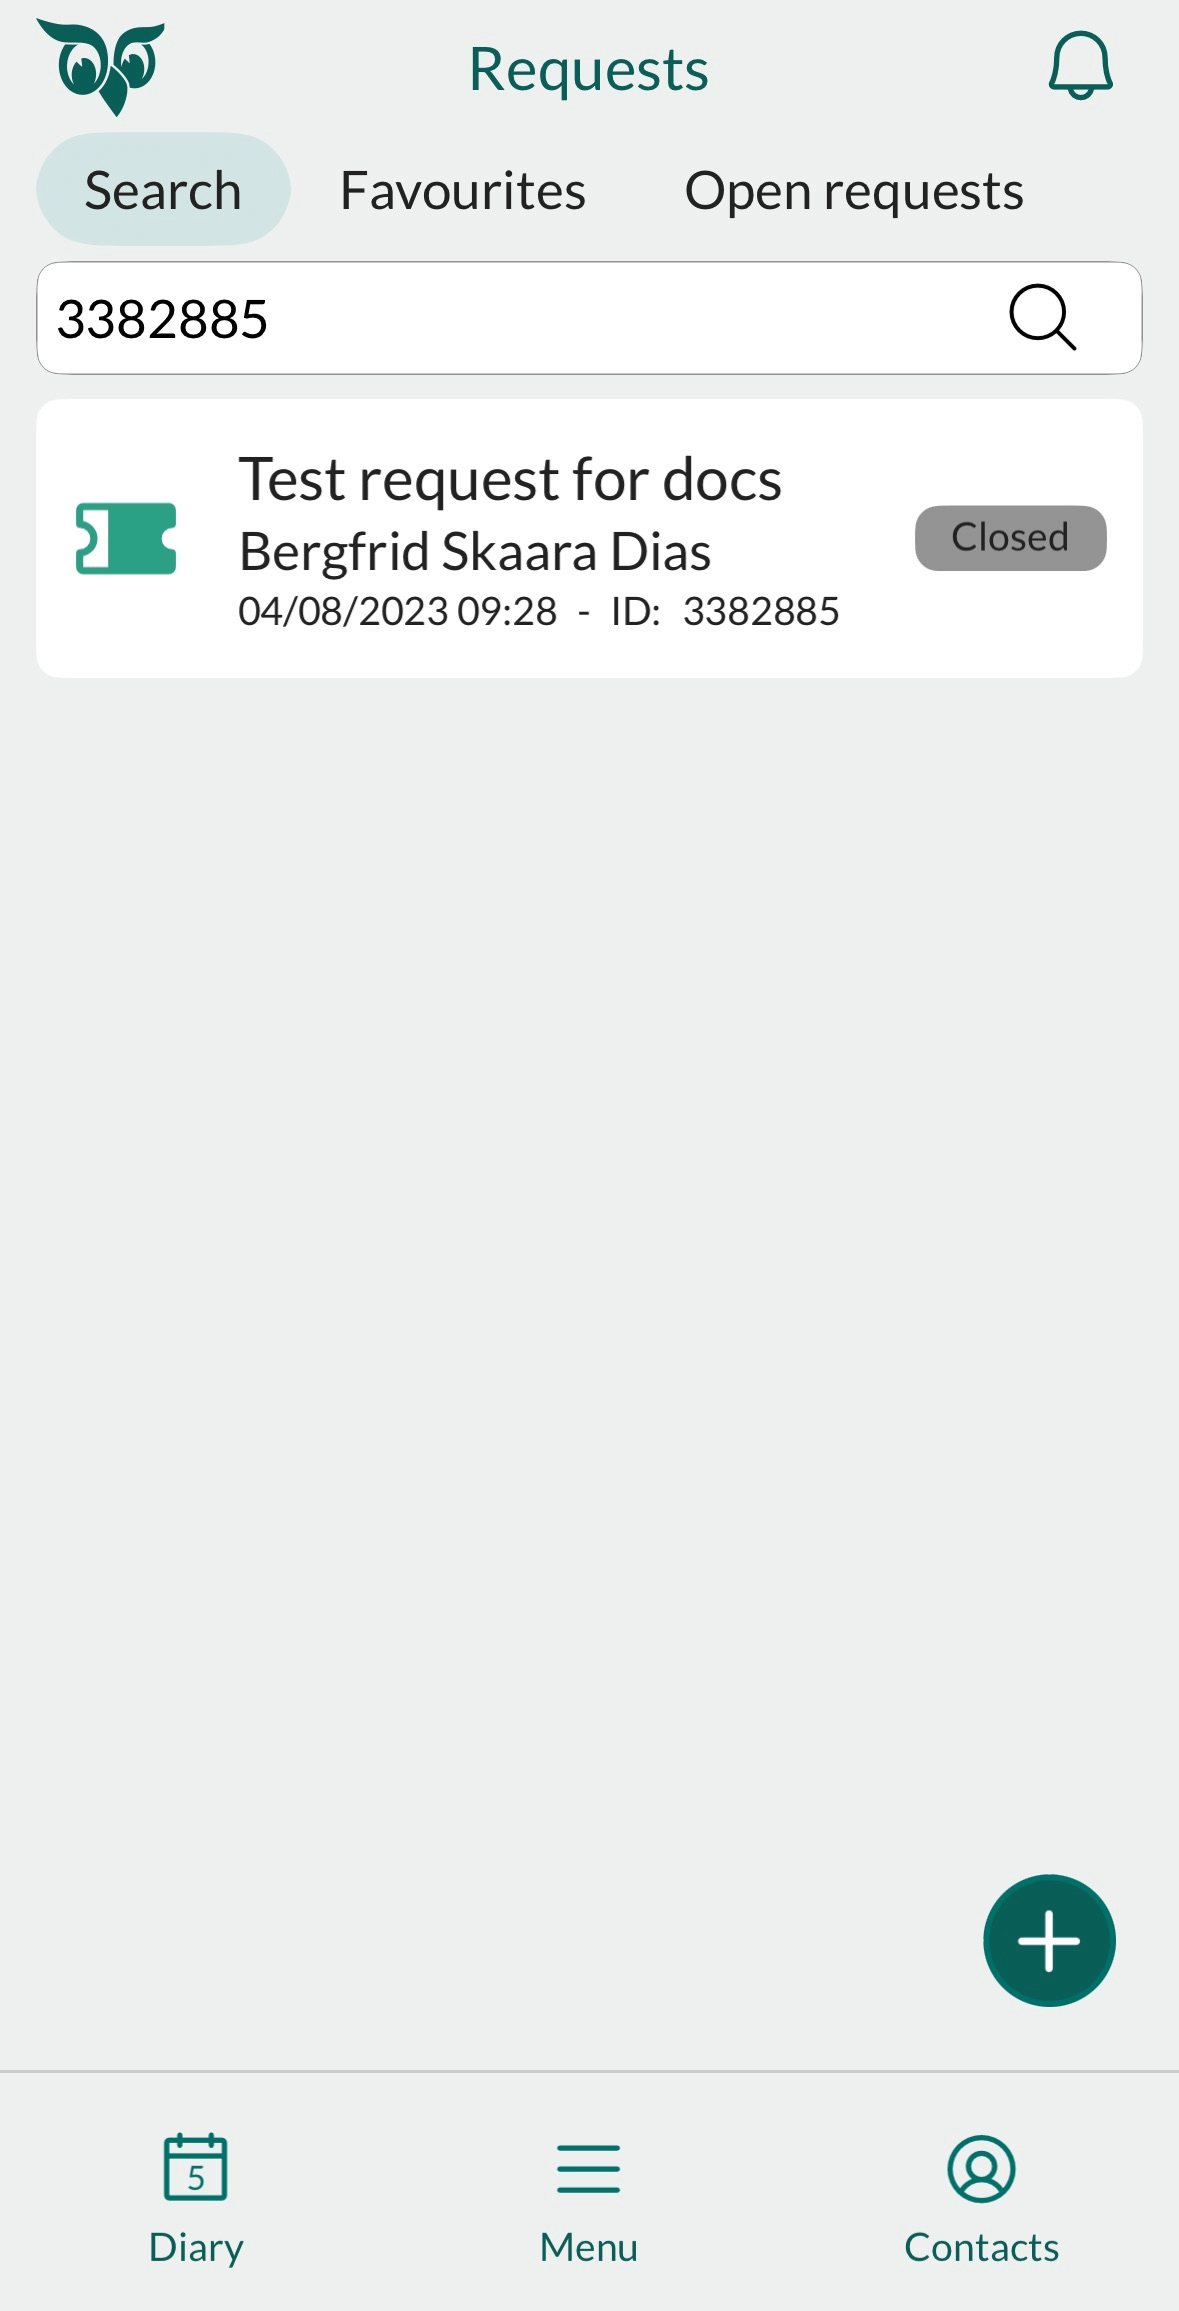 Requests
Search Favourites Open requests
3382885
Test request for docs
Bergfrid Skaara Dias
Closed
04/08/2023 09:28 - ID: 3382885
5
Diary Menu Contacts